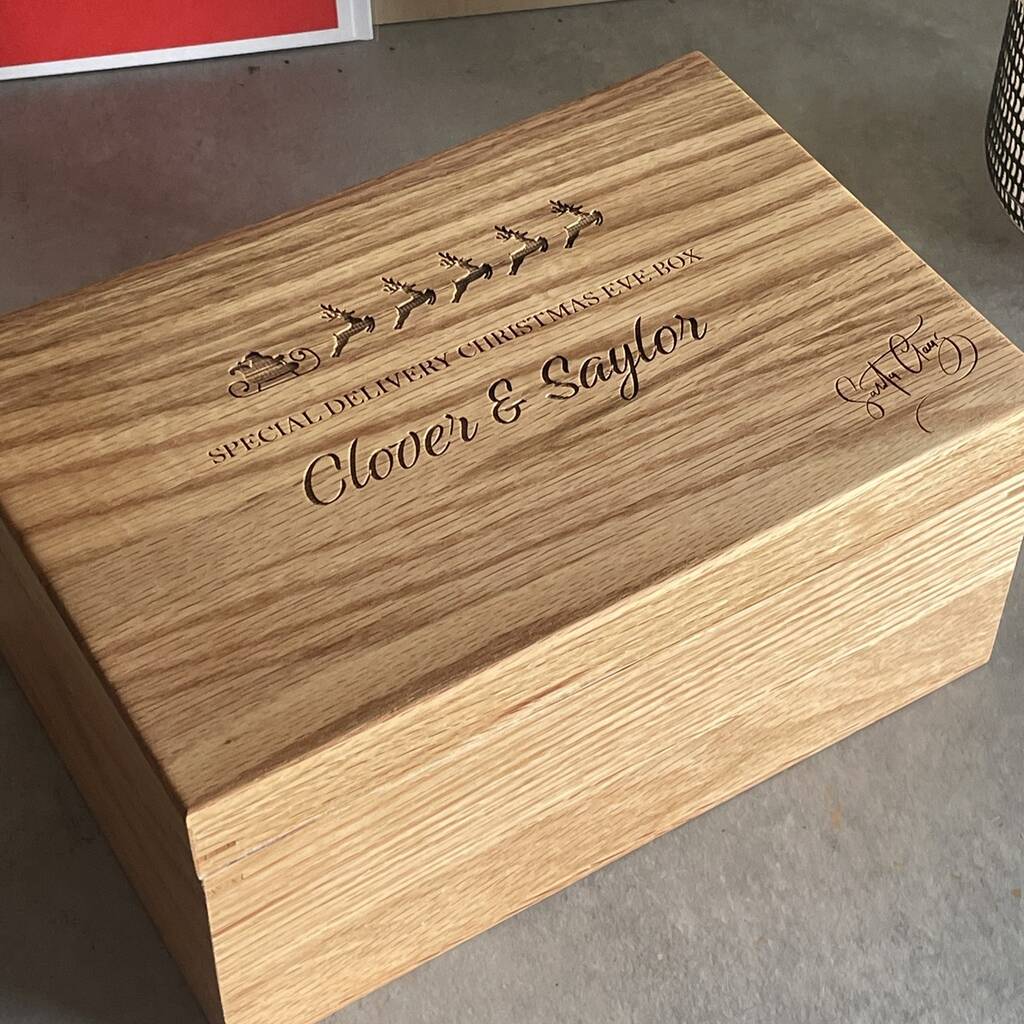 SPECIAL DELIVERY CHRISTMAS EVE BOX
Clover & Saylor
Santa Claus